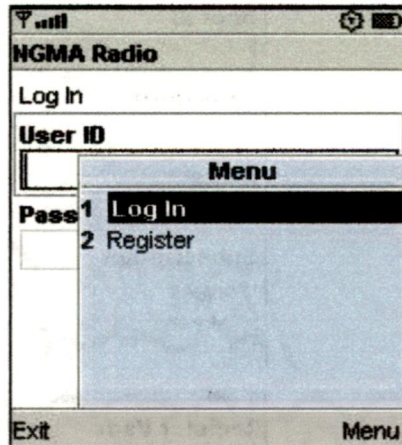 NGMA Radio
Log In
User ID
Menu
Pass
1 Log In
2 Register
Exit Menu